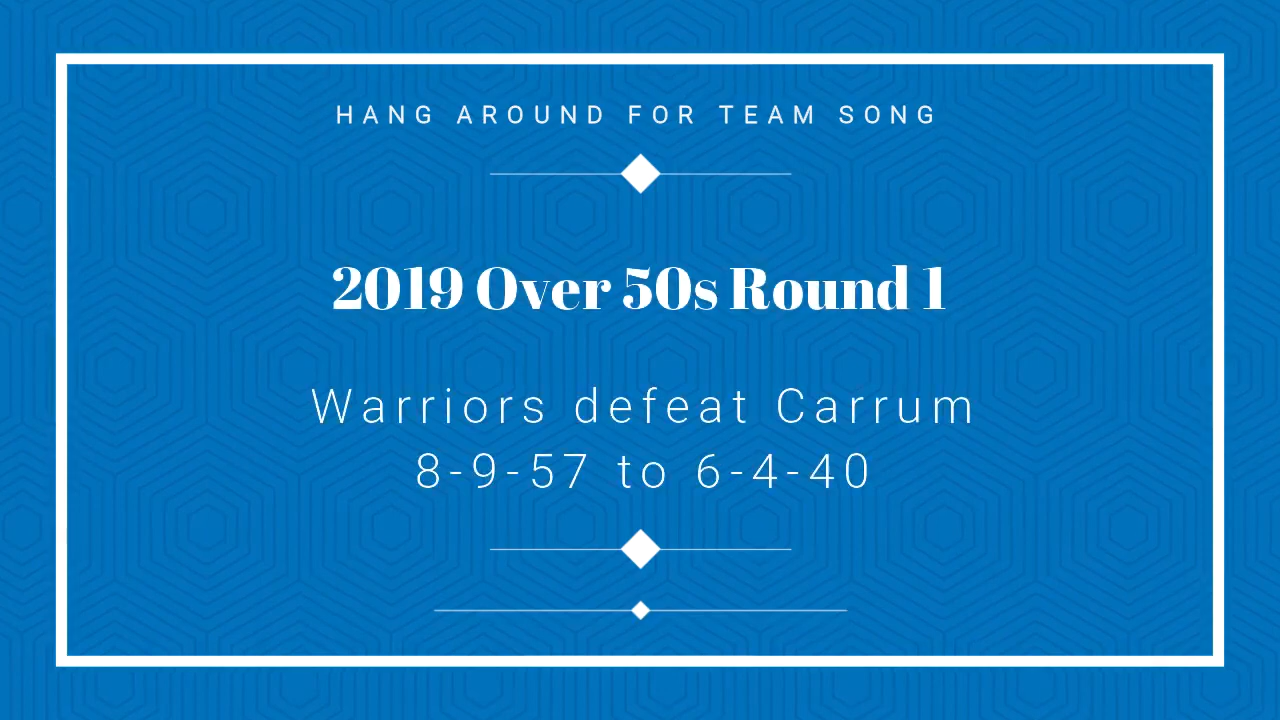 HANG AROUND FOR TEAM SONG
2019 Over 50s Round 1
Warriors defeat Carrum
8-9-57 to 6-4-40